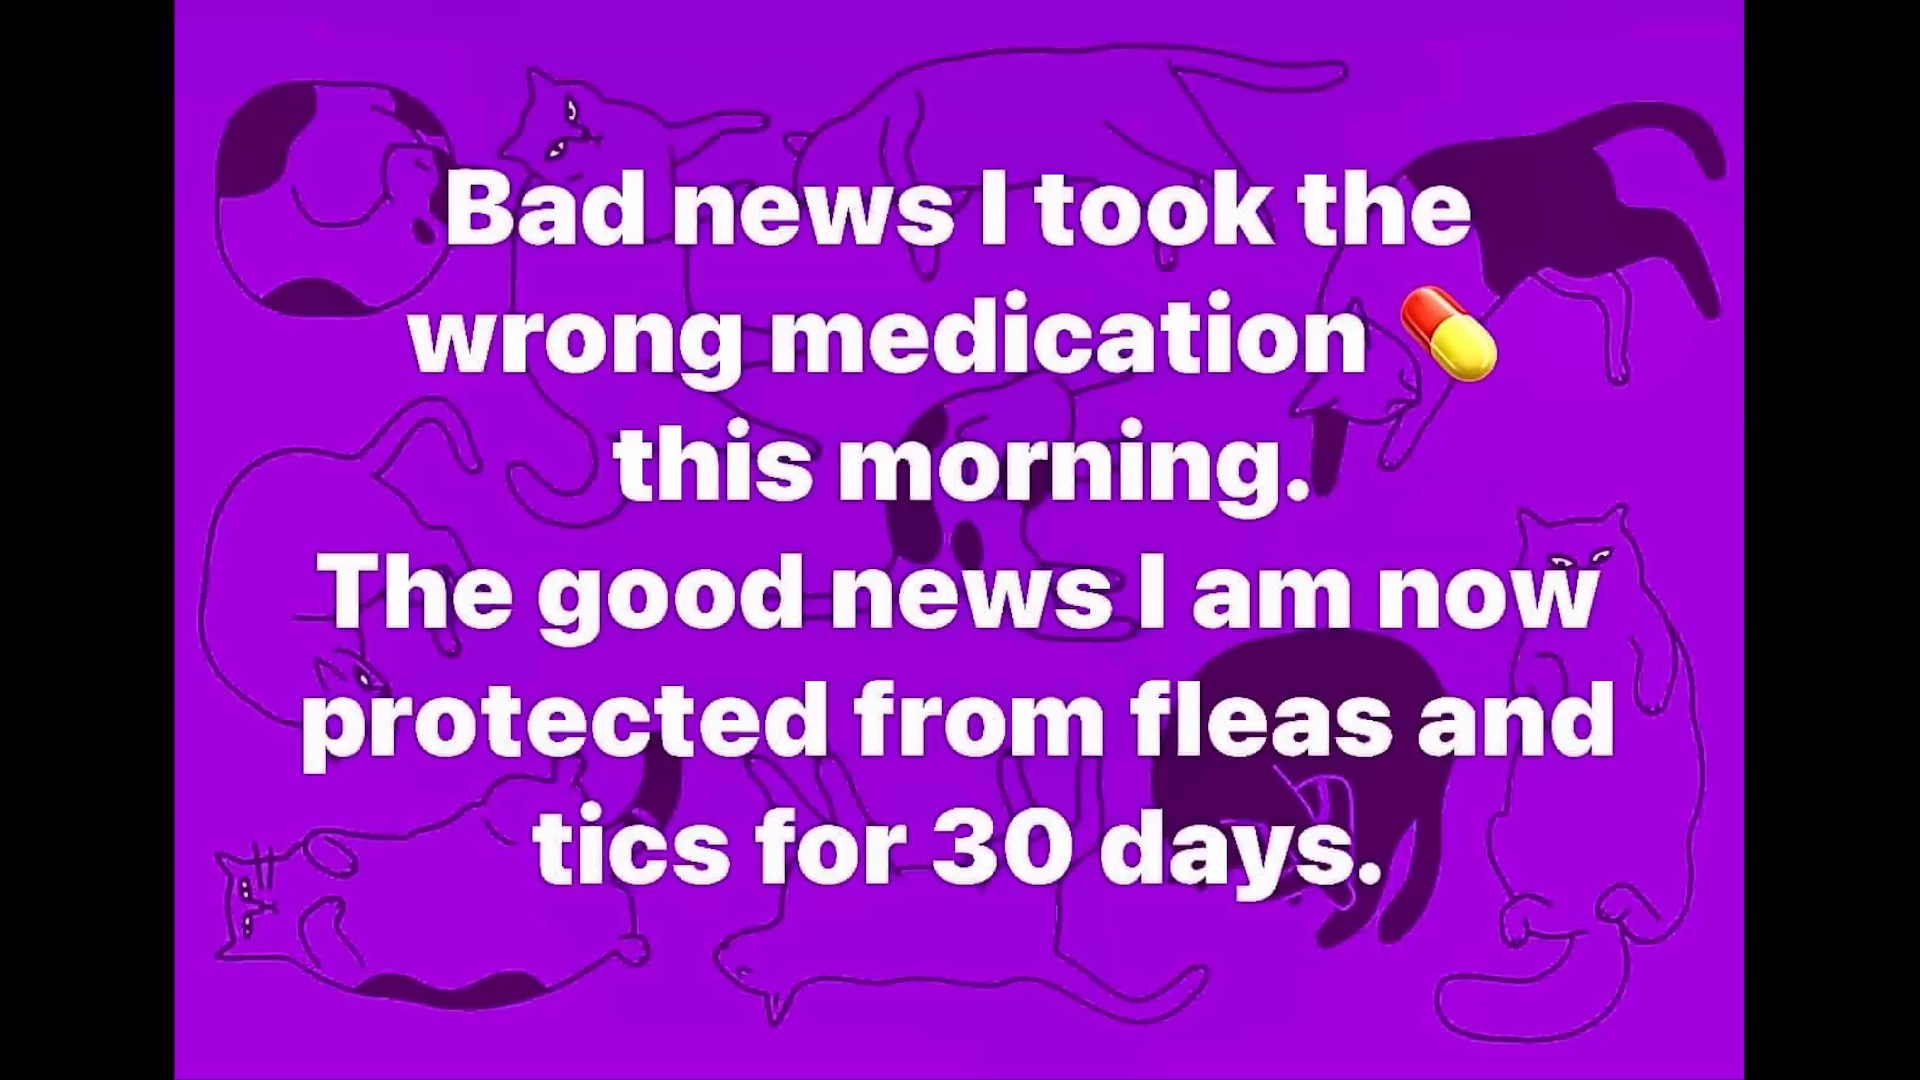 Bad news I took the
wrong medication 💊
this morning.
The good news I am now
protected from fleas and
tics for 30 days.